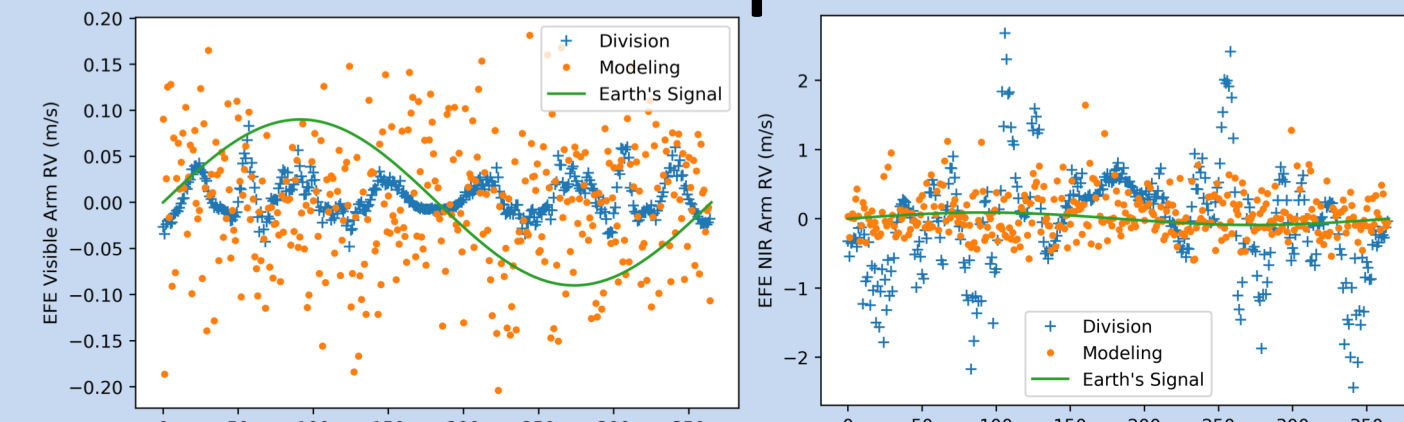 EFE Visible Arm RV (m/s)
0.20
0.15
0.10
0.05
0.00
−0.05
−0.10
−0.15
−0.20
Division
Modeling
Earth's Signal
EFE NIR Arm RV (m/s)
2
1
0
−1
−2
Division
Modeling
Earth's Signal
0 50 100 150 200 250 300 350